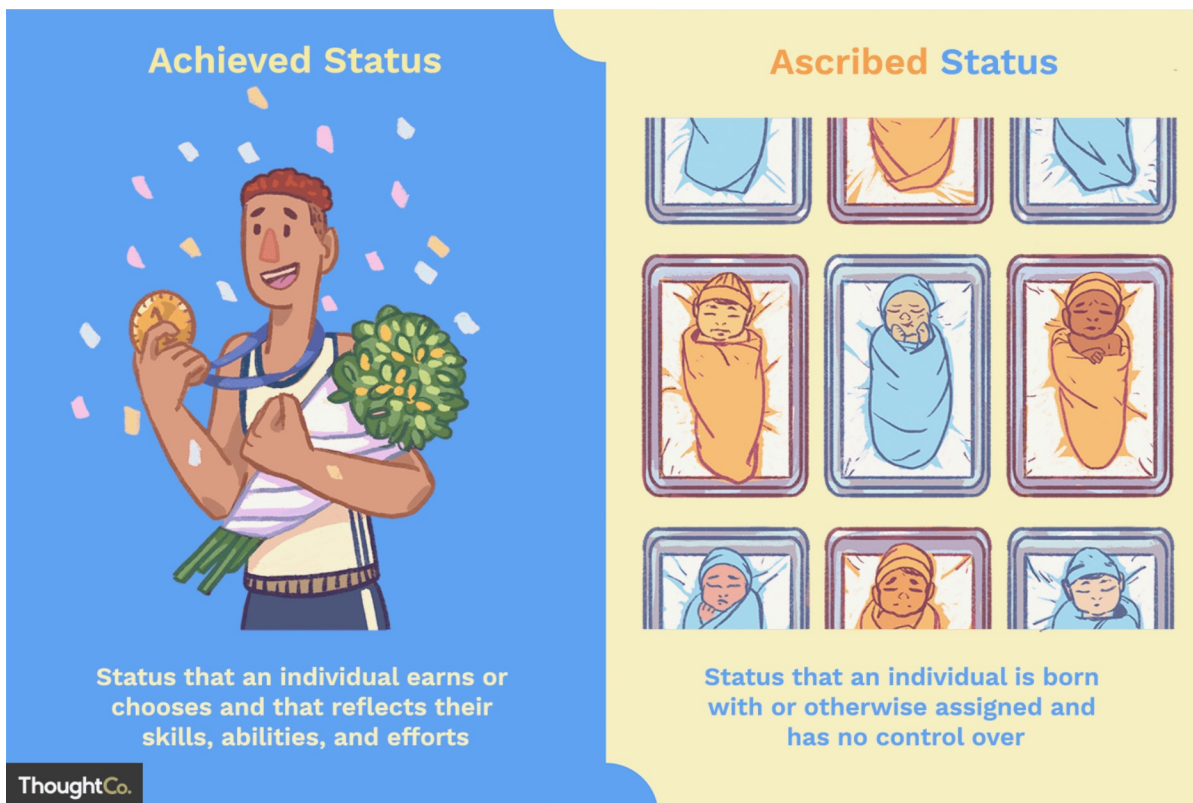 Achieved Status
Status that an individual earns or
chooses and that reflects their
skills, abilities, and efforts
Ascribed Status
Status that an individual is born
with or otherwise assigned and
has no control over
ThoughtCo.